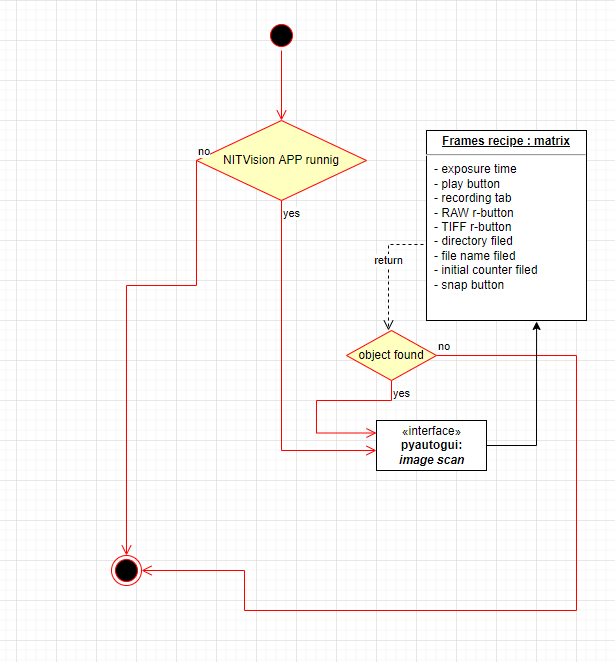 no
NITVision APP runnig
yes
Frames recipe : matrix
- exposure time
- play button
- recording tab
- RAW r-button
- TIFF r-button
- directory filed
- file name filed
- initial counter filed
- snap button
return
object found
no
yes
«interface»
pyautogui:
image scan